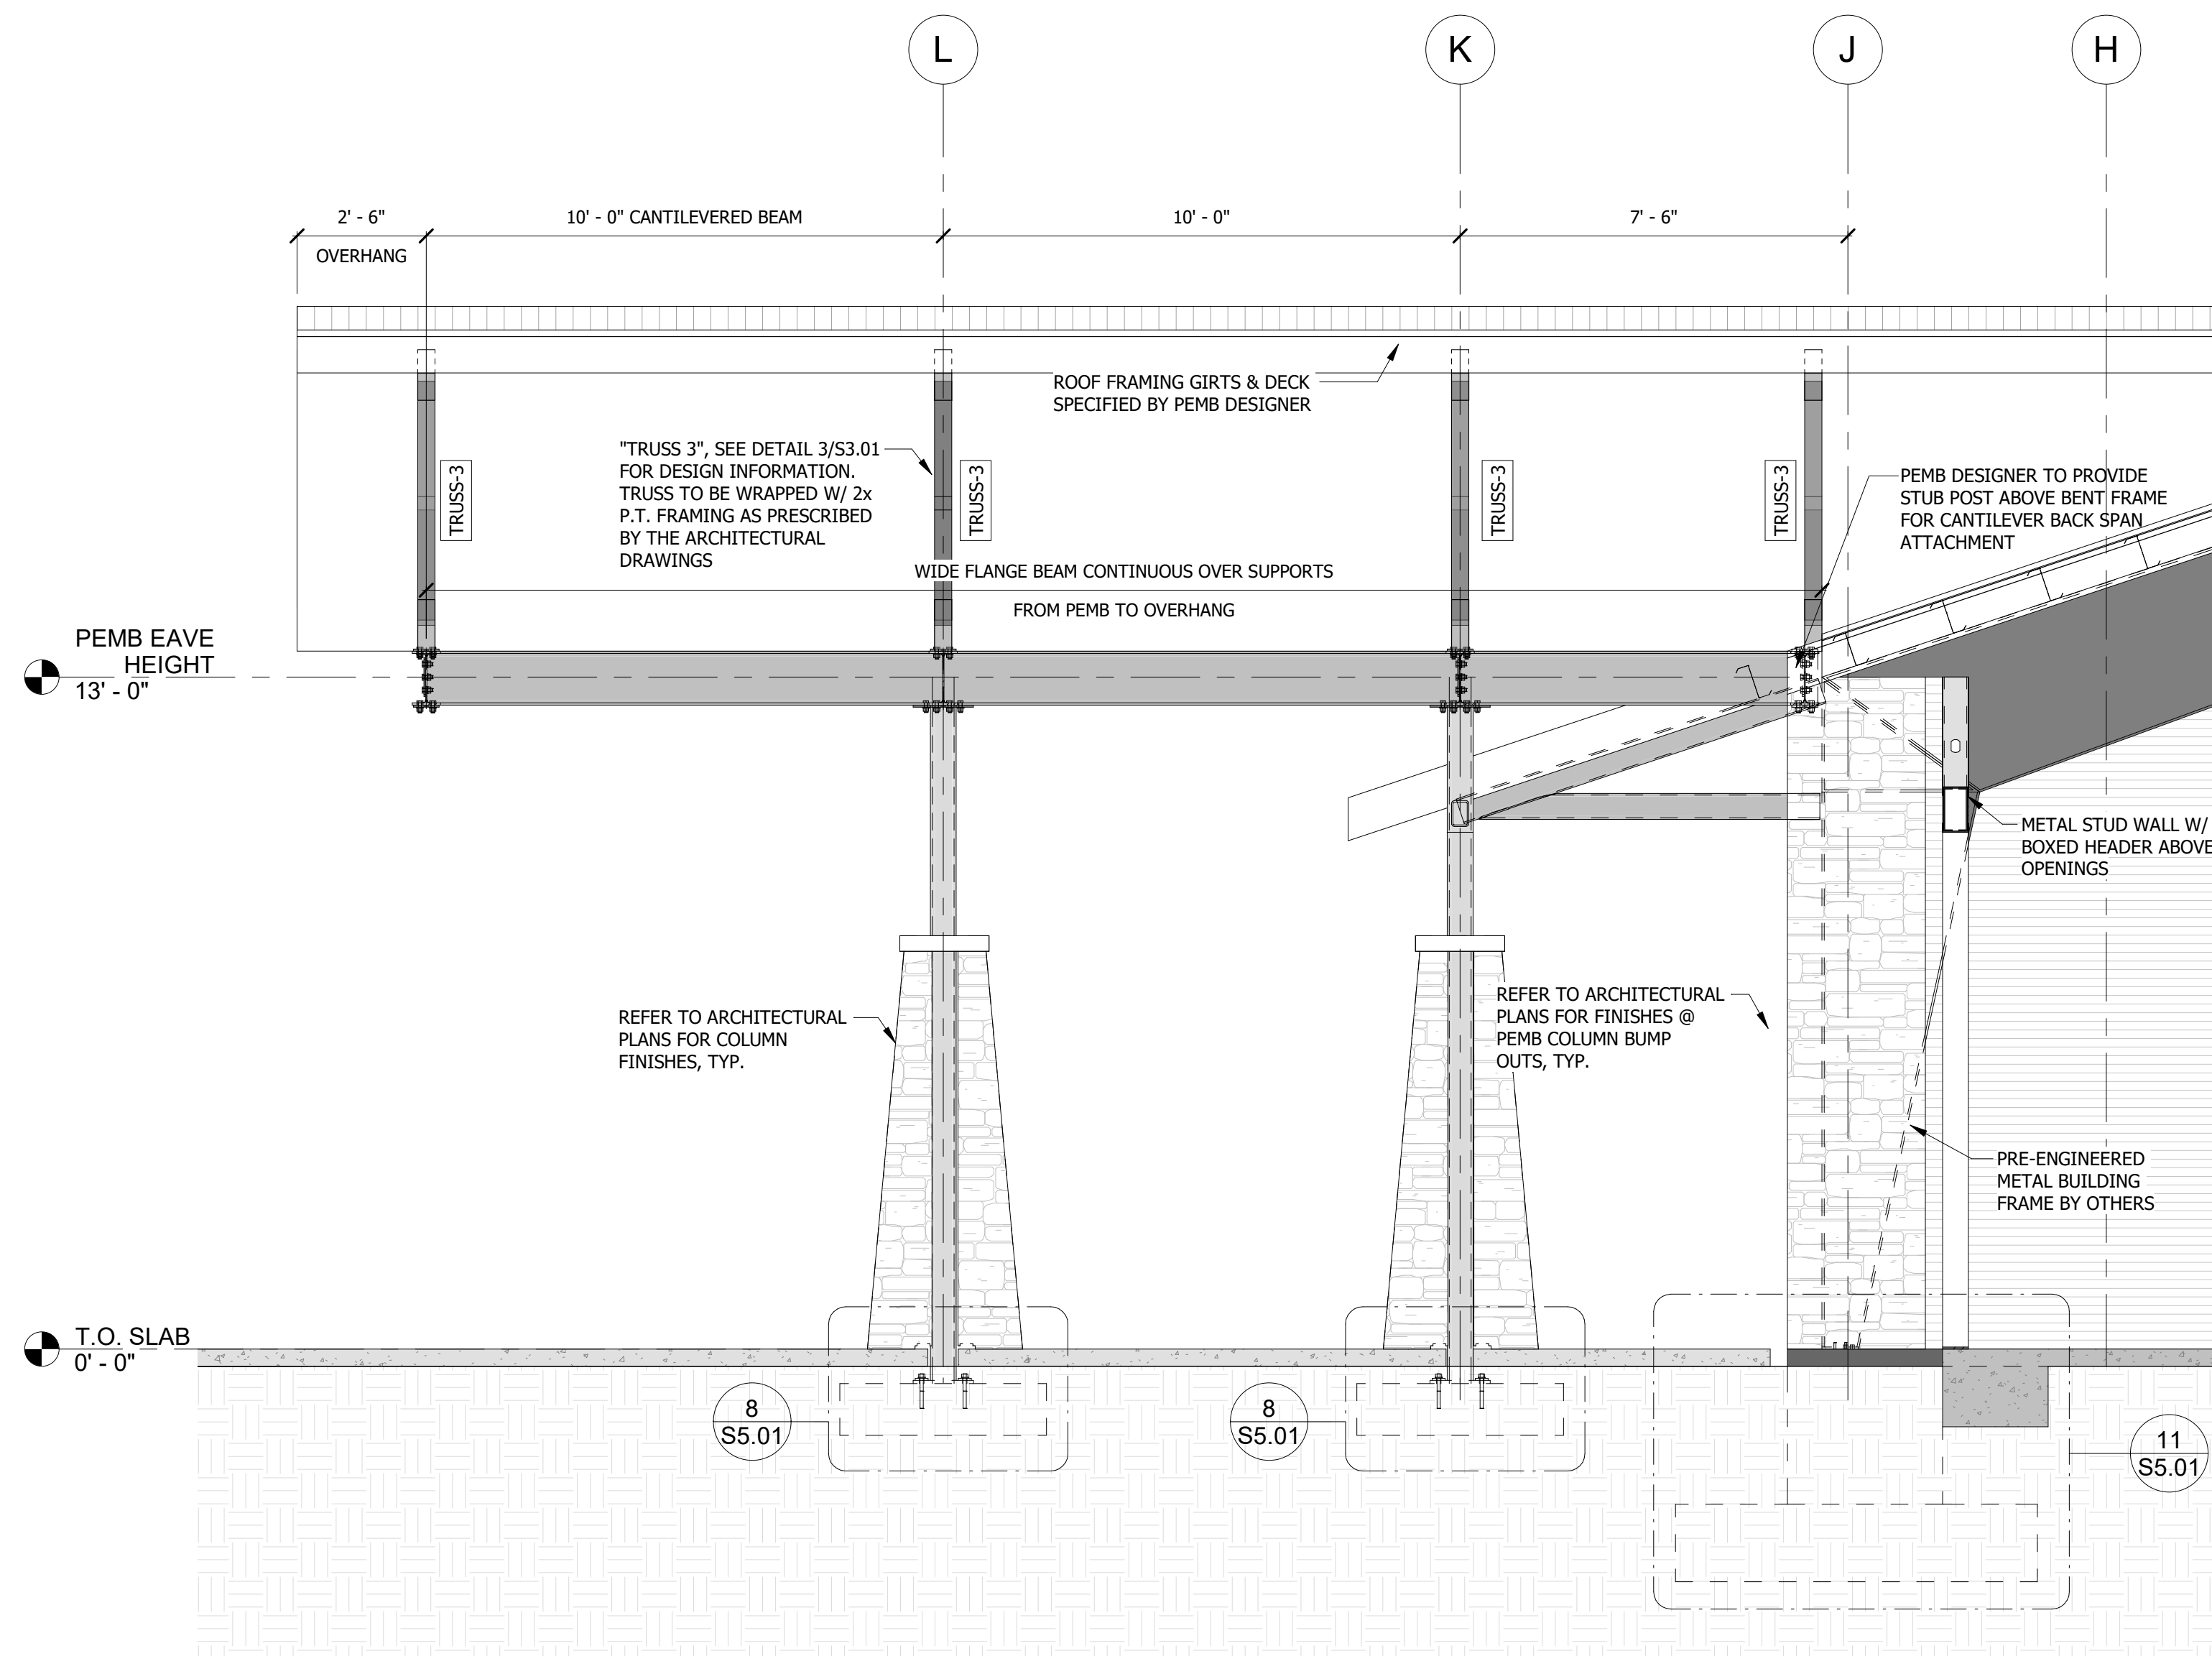 L
K
J
H
2' - 6"
10' - 0" CANTILEVERED BEAM
10' - 0"
7' - 6"
OVERHANG
ROOF FRAMING GIRTS & DECK
SPECIFIED BY PEMB DESIGNER
"TRUSS 3", SEE DETAIL 3/S3.01
FOR DESIGN INFORMATION.
TRUSS TO BE WRAPPED W/ 2x
P.T. FRAMING AS PRESCRIBED
BY THE ARCHITECTURAL
DRAWINGS
TRUSS-3
TRUSS-3
TRUSS-3
TRUSS-3
PEMB DESIGNER TO PROVIDE
STUB POST ABOVE BENT FRAME
FOR CANTILEVER BACK SPAN
ATTACHMENT
WIDE FLANGE BEAM CONTINUOUS OVER SUPPORTS
FROM PEMB TO OVERHANG
PEMB EAVE
HEIGHT
13' - 0"
METAL STUD WALL W/
BOXED HEADER ABOVE
OPENINGS
REFER TO ARCHITECTURAL
PLANS FOR COLUMN
FINISHES, TYP.
REFER TO ARCHITECTURAL
PLANS FOR FINISHES @
PEMB COLUMN BUMP
OUTS, TYP.
PRE-ENGINEERED
METAL BUILDING
FRAME BY OTHERS
T.O. SLAB
0' - 0"
8
S5.01
8
S5.01
11
S5.01